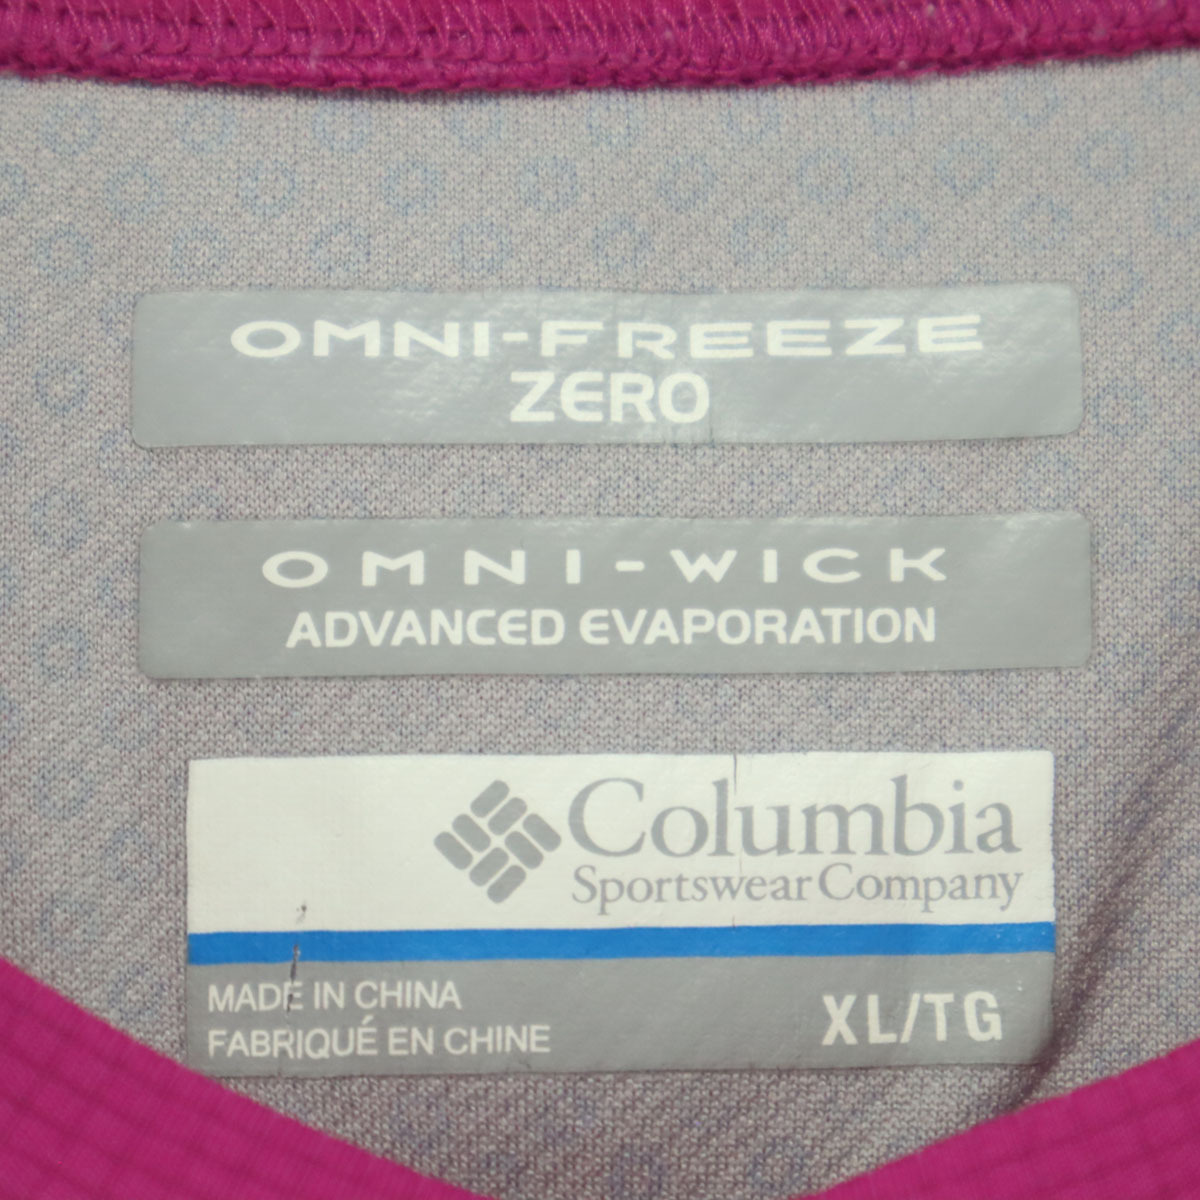 OMNI-FREEZE
ZERO
OMNI-WICK
ADVANCED EVAPORATION
Columbia
Sportswear Company
MADE IN CHINA
FABRIQUÉ EN CHINE
XL/TG